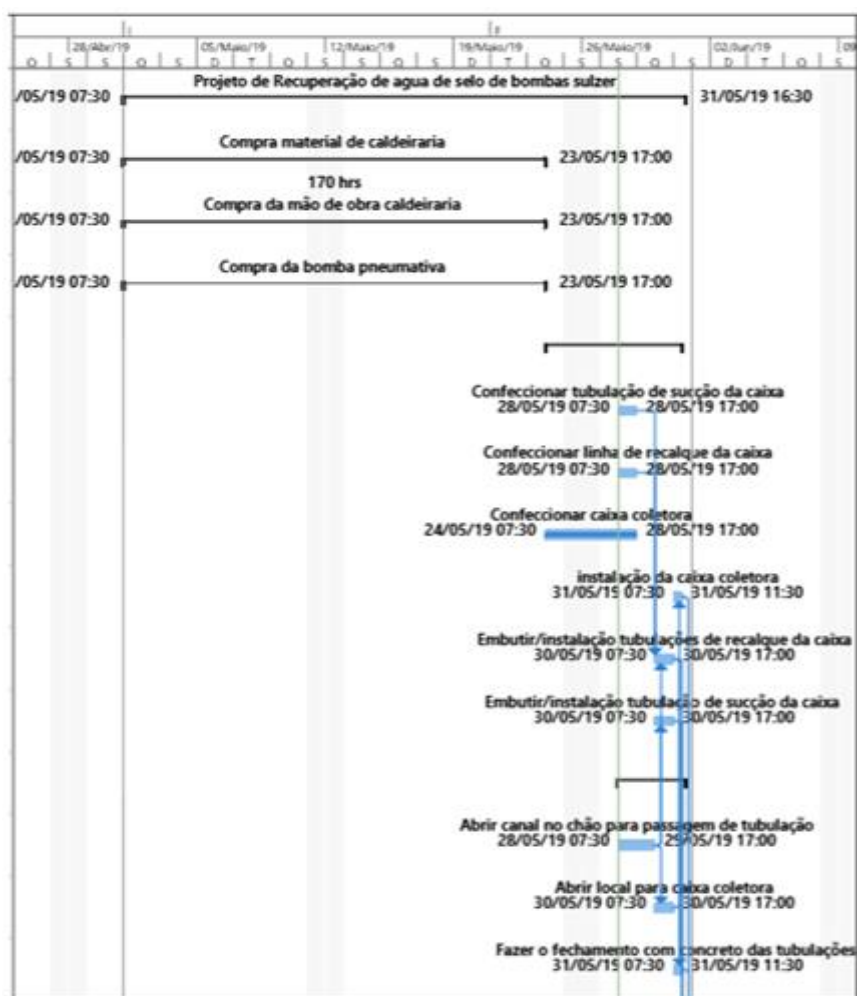 28/Abr/19 05/Maio/19 12/Maio/19 19/Maio/19 26/Maio/19 02/Jun/19 09
Q S S D T Q S S D T Q S S D T Q S
Projeto de Recuperação de agua de selo de bombas sulzer
/05/19 07:30 31/05/19 16:30
Compra material de caldeiraria
/05/19 07:30 23/05/19 17:00
170 hrs
Compra da mão de obra caldeiraria
/05/19 07:30 23/05/19 17:00
Compra da bomba pneumativa
/05/19 07:30 23/05/19 17:00
Confeccionar tubulação de sucção da caixa
28/05/19 07:30 28/05/19 17:00
Confeccionar linha de recalque da caixa
28/05/19 07:30 28/05/19 17:00
Confeccionar caixa coletora
24/05/19 07:30 28/05/19 17:00
instalação da caixa coletora
31/05/19 07:30 31/05/19 11:30
Embutir/instalação tubulações de recalque da caixa
30/05/19 07:30 30/05/19 17:00
Embutir/instalação tubulação de sucção da caixa
30/05/19 07:30 30/05/19 17:00
Abrir canal no chão para passagem de tubulação
28/05/19 07:30 29/05/19 17:00
Abrir local para caixa coletora
30/05/19 07:30 30/05/19 17:00
Fazer o fechamento com concreto das tubulações
31/05/19 07:30 31/05/19 11:30